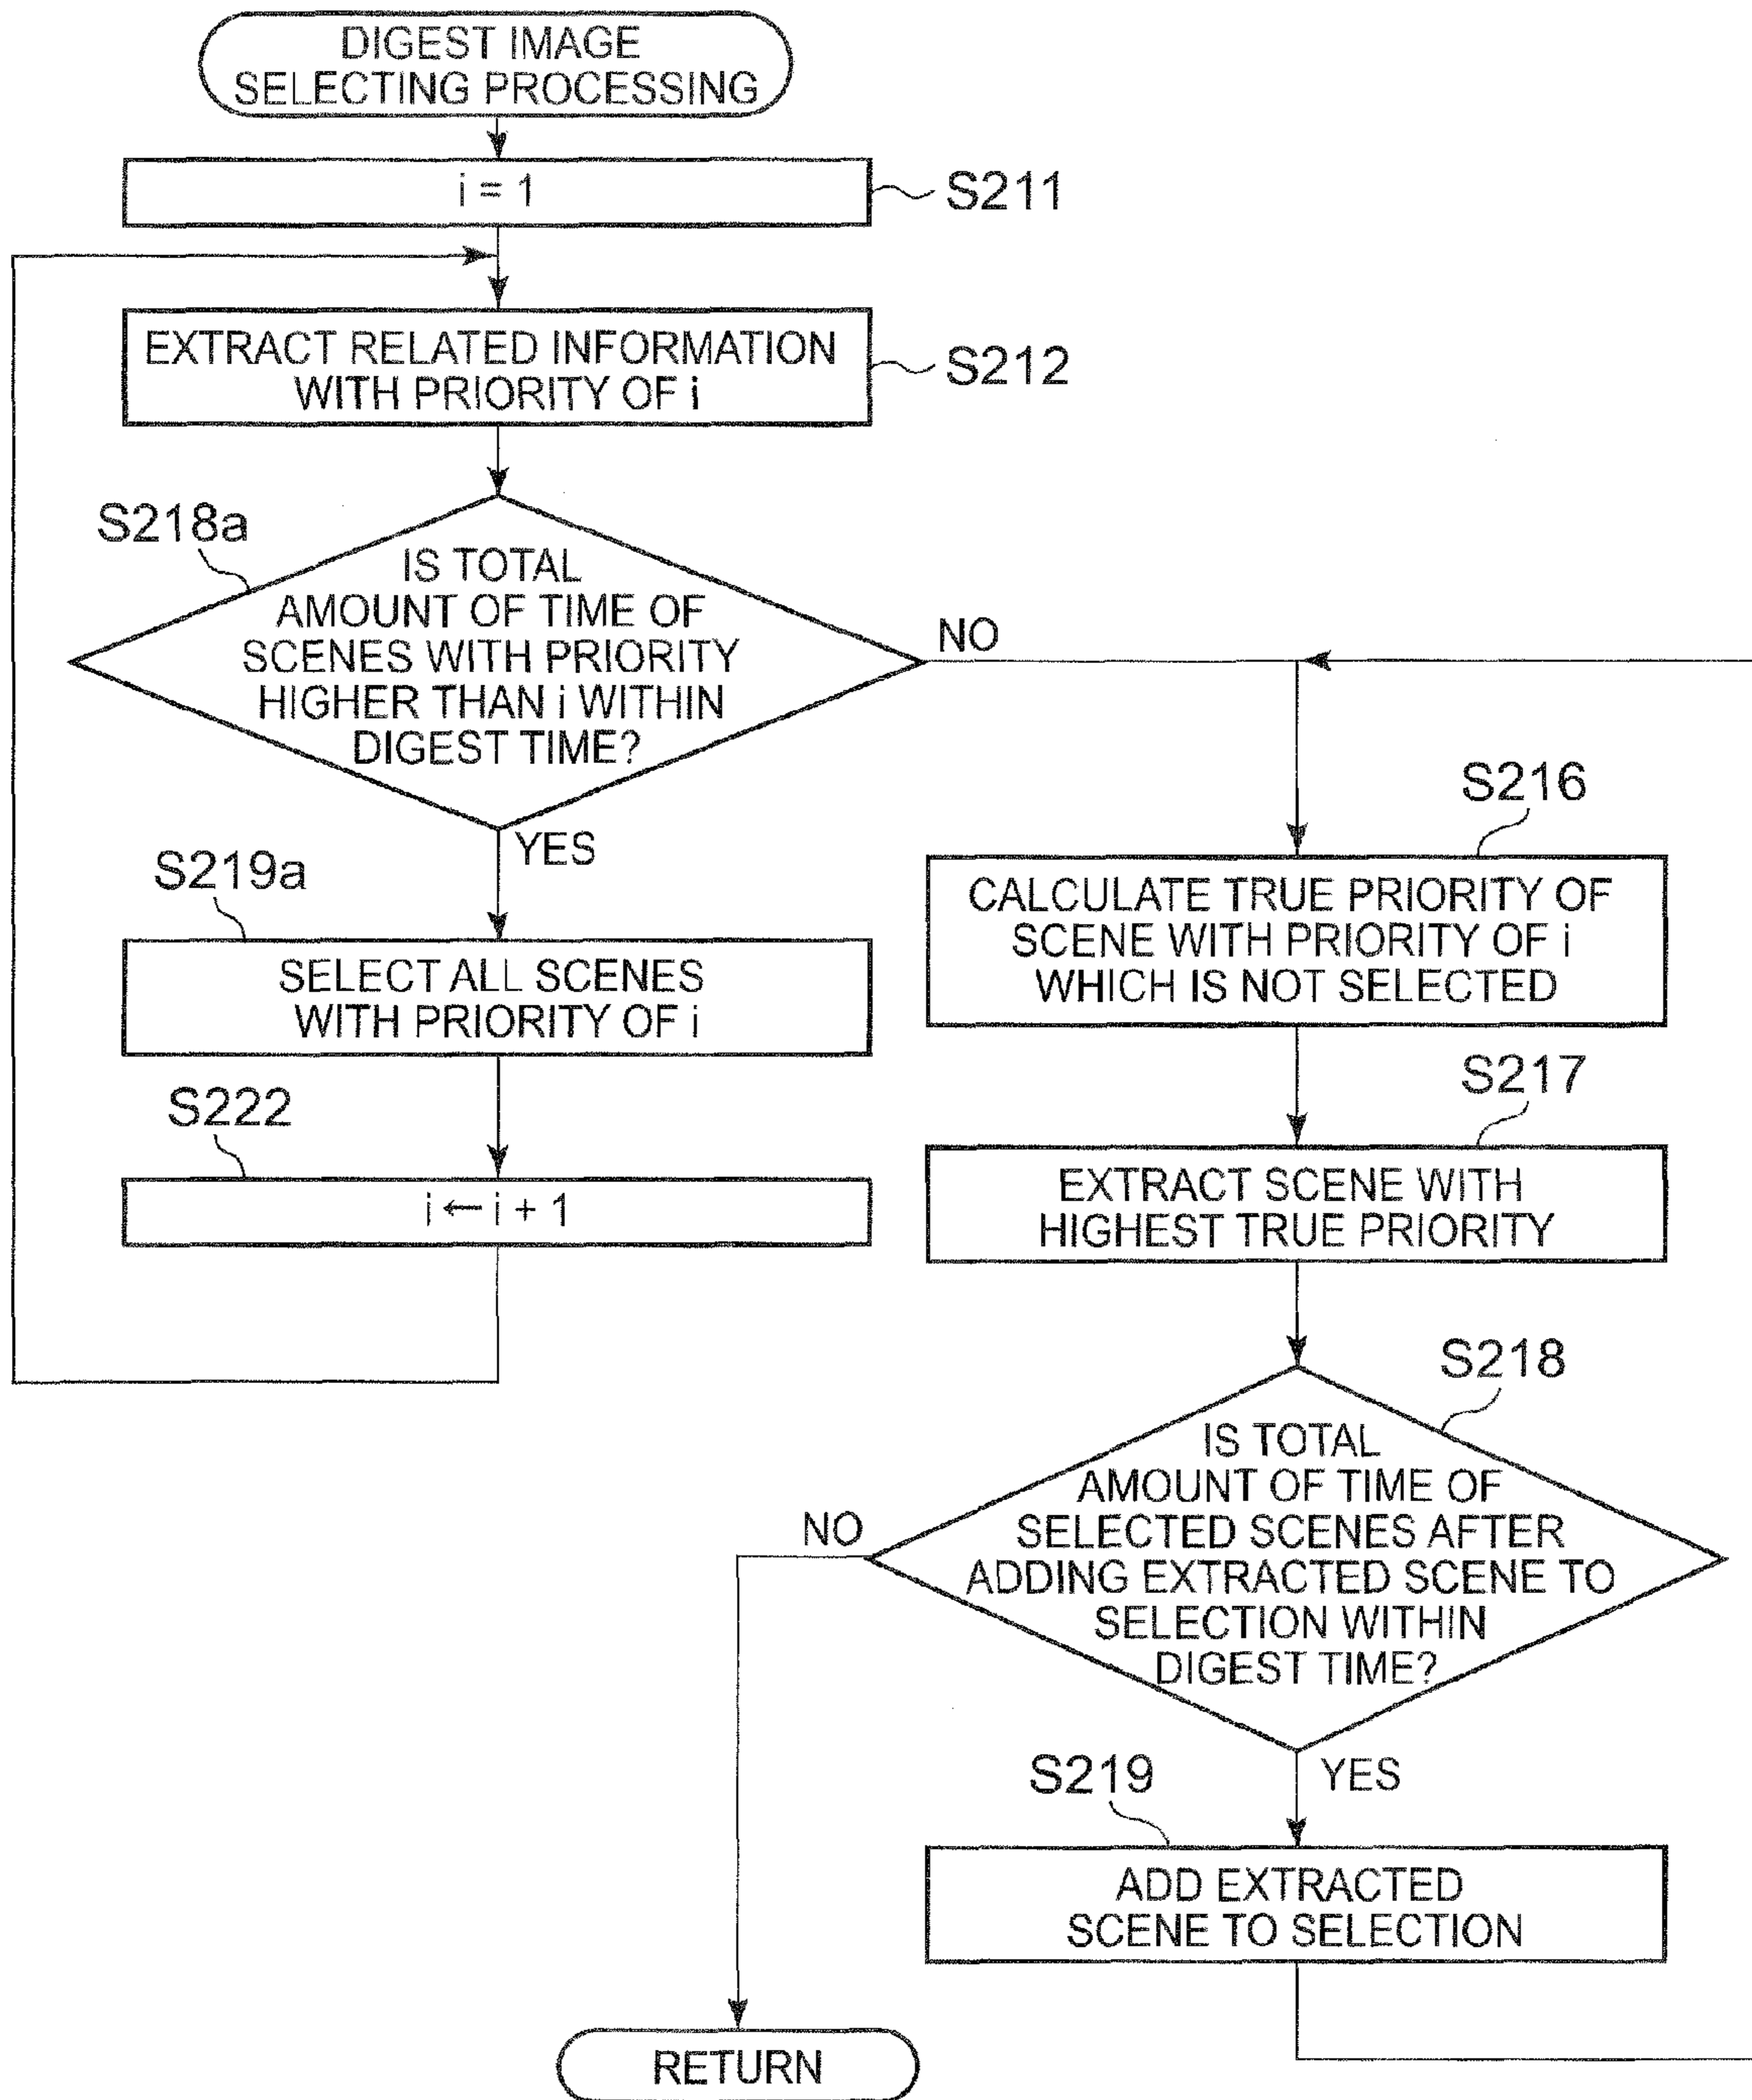 DIGEST IMAGE
SELECTING PROCESSING
i = 1
S211
EXTRACT RELATED INFORMATION
WITH PRIORITY OF i
S212
S218a
IS TOTAL
AMOUNT OF TIME OF
SCENES WITH PRIORITY
HIGHER THAN i WITHIN
DIGEST TIME?
NO
YES
S219a
SELECT ALL SCENES
WITH PRIORITY OF i
S222
i ← i + 1
S216
CALCULATE TRUE PRIORITY OF
SCENE WITH PRIORITY OF i
WHICH IS NOT SELECTED
S217
EXTRACT SCENE WITH
HIGHEST TRUE PRIORITY
S218
IS TOTAL
AMOUNT OF TIME OF
SELECTED SCENES AFTER
ADDING EXTRACTED SCENE TO
SELECTION WITHIN
DIGEST TIME?
NO
YES
S219
ADD EXTRACTED
SCENE TO SELECTION
RETURN